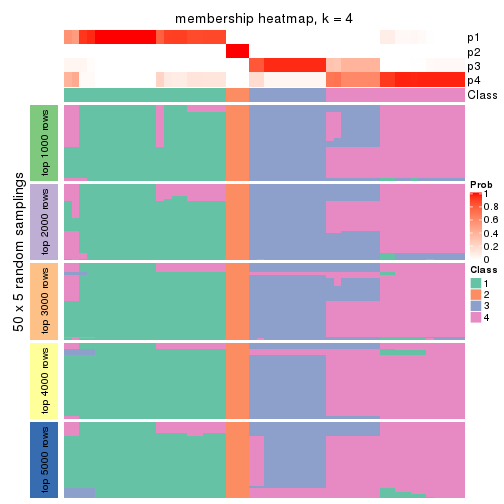 membership heatmap, k = 4
p1
p2
p3
p4
Class
50 x 5 random samplings
top 1000 rows
top 2000 rows
top 3000 rows
top 4000 rows
top 5000 rows
Prob
1
0.8
0.6
0.4
0.2
0
Class
1
2
3
4